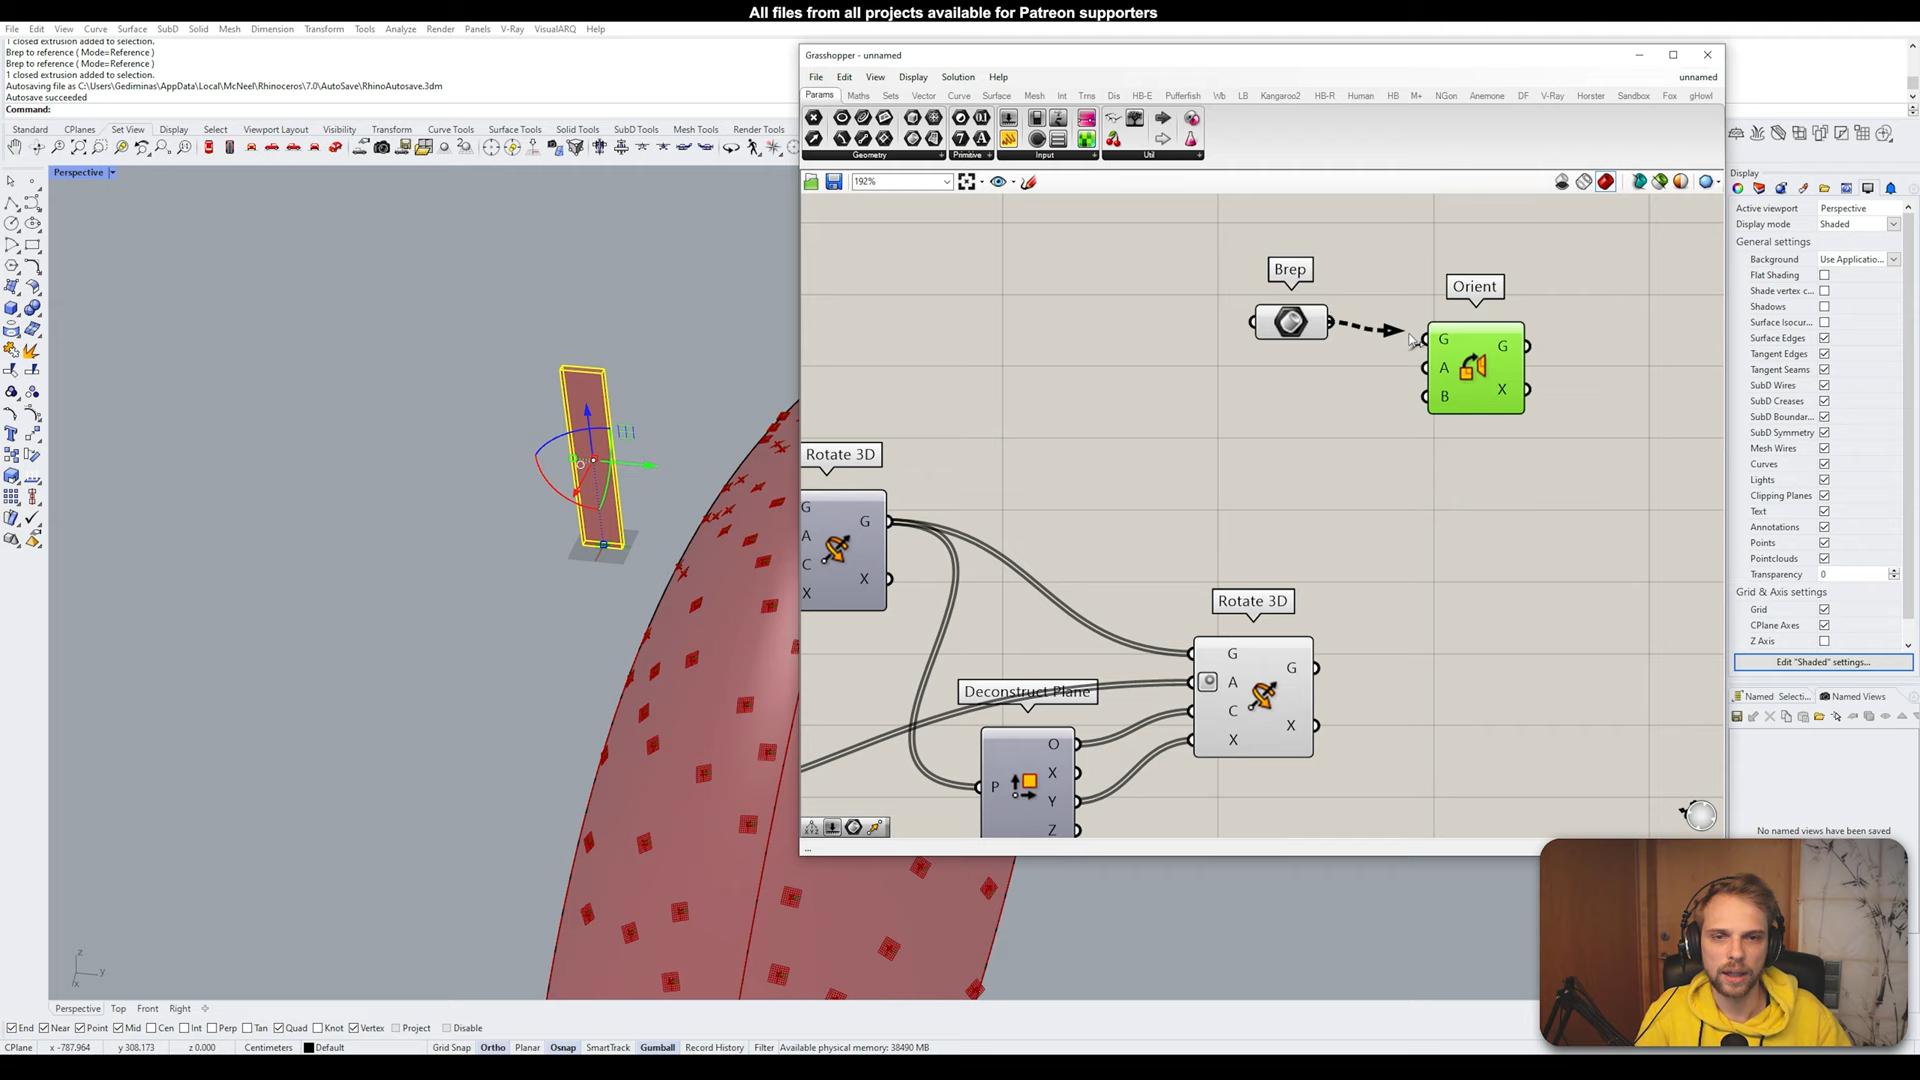 All files from all projects available for Patreon supporters
File Edit View Curve Surface SubD Solid Mesh Dimension Transform Tools Analyze Render Panels V-Ray VisualARQ Help
1 closed extrusion added to selection.
Brep to reference ( Mode=Reference )
1 closed extrusion added to selection.
Autosaving file as C:\Users\Gediminas\AppData\Local\McNeel\Rhinoceros\7.0\AutoSave\RhinoAutosave.3dm
Autosave succeeded
Command:
Standard CPlanes Set View Display Select Viewport Layout Visibility Transform Curve Tools Surface Tools Solid Tools SubD Tools Mesh Tools Render Tools
Perspective
Grasshopper - unnamed
File Edit View Display Solution Help unnamed
Params Maths Sets Vector Curve Surface Mesh Int Trns Dis HB-E Pufferfish Wb LB Kangaroo2 HB-R Human HB M+ NGon Anemone DF V-Ray Horster Sandbox Fox gHowl
Geometry Primitive Input Util
192%
Brep
Orient
G A B G X
Rotate 3D
G A C X G X
Deconstruct Plane
P O X Y Z
Rotate 3D
G A C X G X
...
Display
Active viewport Perspective
Display mode Shaded
General settings
Background Use Applicatio...
Flat Shading
Shade vertex c...
Shadows
Surface Isocur...
Surface Edges
Tangent Edges
Tangent Seams
SubD Wires
SubD Creases
SubD Boundar...
SubD Symmetry
Mesh Wires
Curves
Lights
Clipping Planes
Text
Annotations
Points
Pointclouds
Transparency 0
Grid & Axis settings
Grid
CPlane Axes
Z Axis
Edit "Shaded" settings...
Named Selecti... Named Views
No named views have been saved
z y x
Perspective Top Front Right
End Near Point Mid Cen Int Perp Tan Quad Knot Vertex Project Disable
CPlane x -787.964 y 308.173 z 0.000 Centimeters Default Grid Snap Ortho Planar Osnap SmartTrack Gumball Record History Filter Available physical memory: 38490 MB